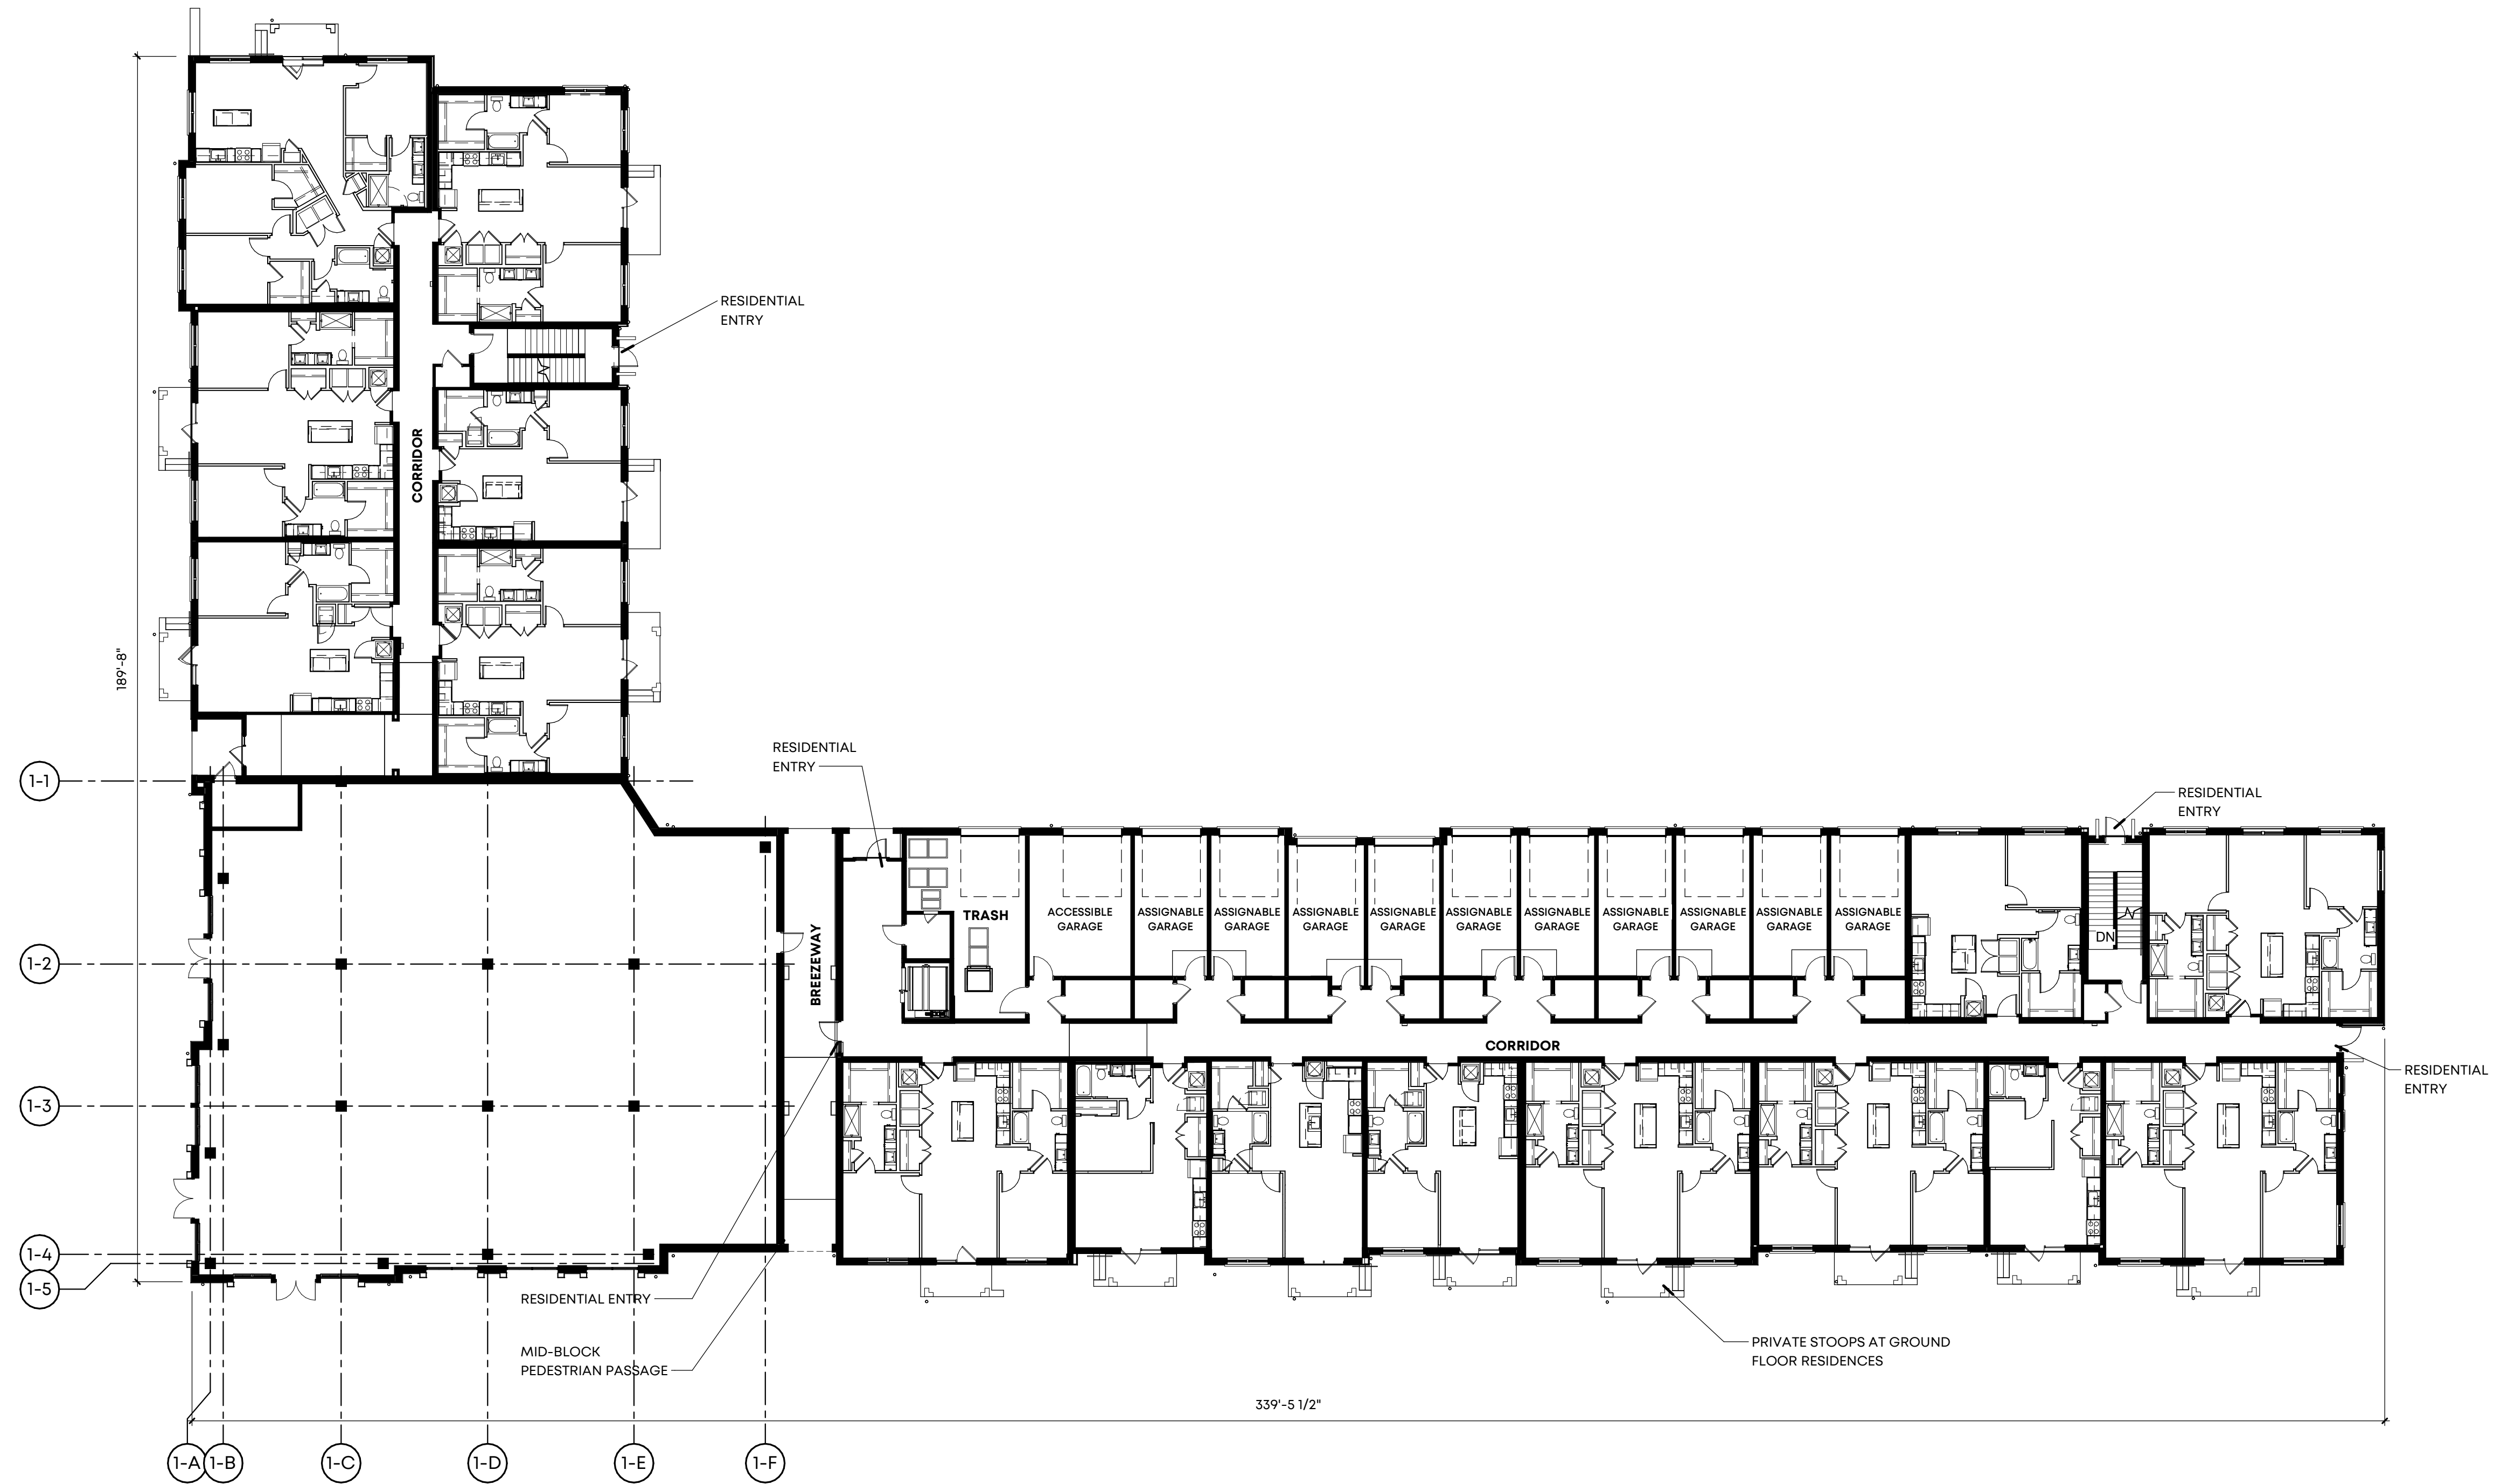 RESIDENTIAL
ENTRY
CORRIDOR
189'-8"
RESIDENTIAL
ENTRY
1-1
RESIDENTIAL
ENTRY
TRASH
ACCESSIBLE
GARAGE
ASSIGNABLE
GARAGE
ASSIGNABLE
GARAGE
ASSIGNABLE
GARAGE
ASSIGNABLE
GARAGE
ASSIGNABLE
GARAGE
ASSIGNABLE
GARAGE
ASSIGNABLE
GARAGE
ASSIGNABLE
GARAGE
ASSIGNABLE
GARAGE
ASSIGNABLE
GARAGE
DN
BREEZEWAY
1-2
CORRIDOR
RESIDENTIAL
ENTRY
1-3
1-4
1-5
RESIDENTIAL ENTRY
MID-BLOCK
PEDESTRIAN PASSAGE
PRIVATE STOOPS AT GROUND
FLOOR RESIDENCES
339'-5 1/2"
1-A
1-B
1-C
1-D
1-E
1-F